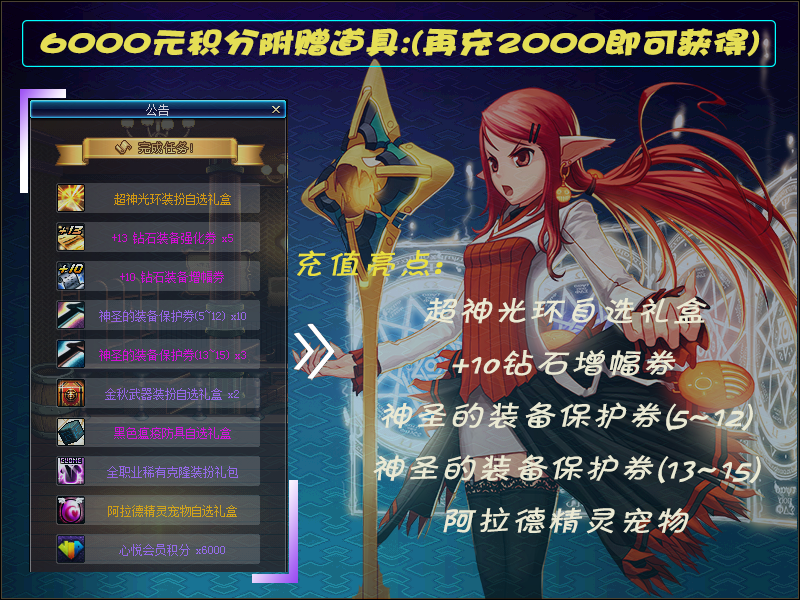 6000元积分附赠道具:(再充2000即可获得)
公告
完成任务!
超神光环装扮自选礼盒
+13 钻石装备强化券 x5
+10 钻石装备增幅券
神圣的装备保护券(5~12) x10
神圣的装备保护券(13~15) x3
金秋武器装扮自选礼盒 x2
黑色瘟疫防具自选礼盒
全职业稀有克隆装扮礼包
阿拉德精灵宠物自选礼盒
心悦会员积分 x6000
充值亮点:
超神光环自选礼盒
+10钻石增幅券
神圣的装备保护券(5~12)
神圣的装备保护券(13~15)
阿拉德精灵宠物